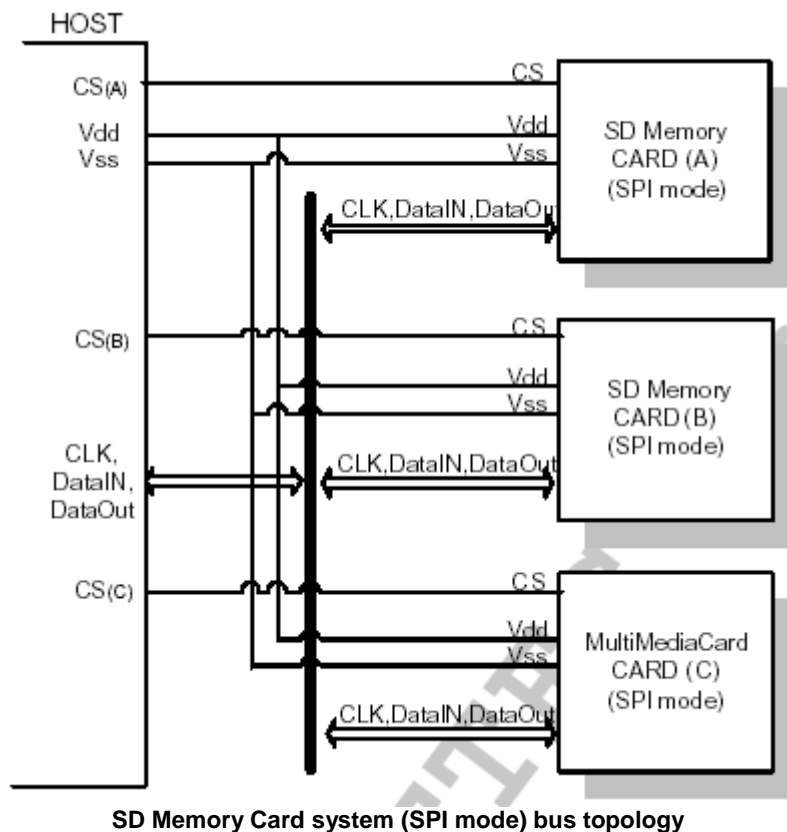 HOST
CS(A)
CS
Vdd
Vdd
Vss
Vss
SD Memory
CARD (A)
(SPI mode)
CLK,DataIN,DataOut
CS(B)
CS
Vdd
Vss
SD Memory
CARD (B)
(SPI mode)
CLK,
DataIN,
DataOut
CLK,DataIN,DataOut
CS(C)
CS
Vdd
Vss
MultiMediaCard
CARD (C)
(SPI mode)
CLK,DataIN,DataOut
SD Memory Card system (SPI mode) bus topology